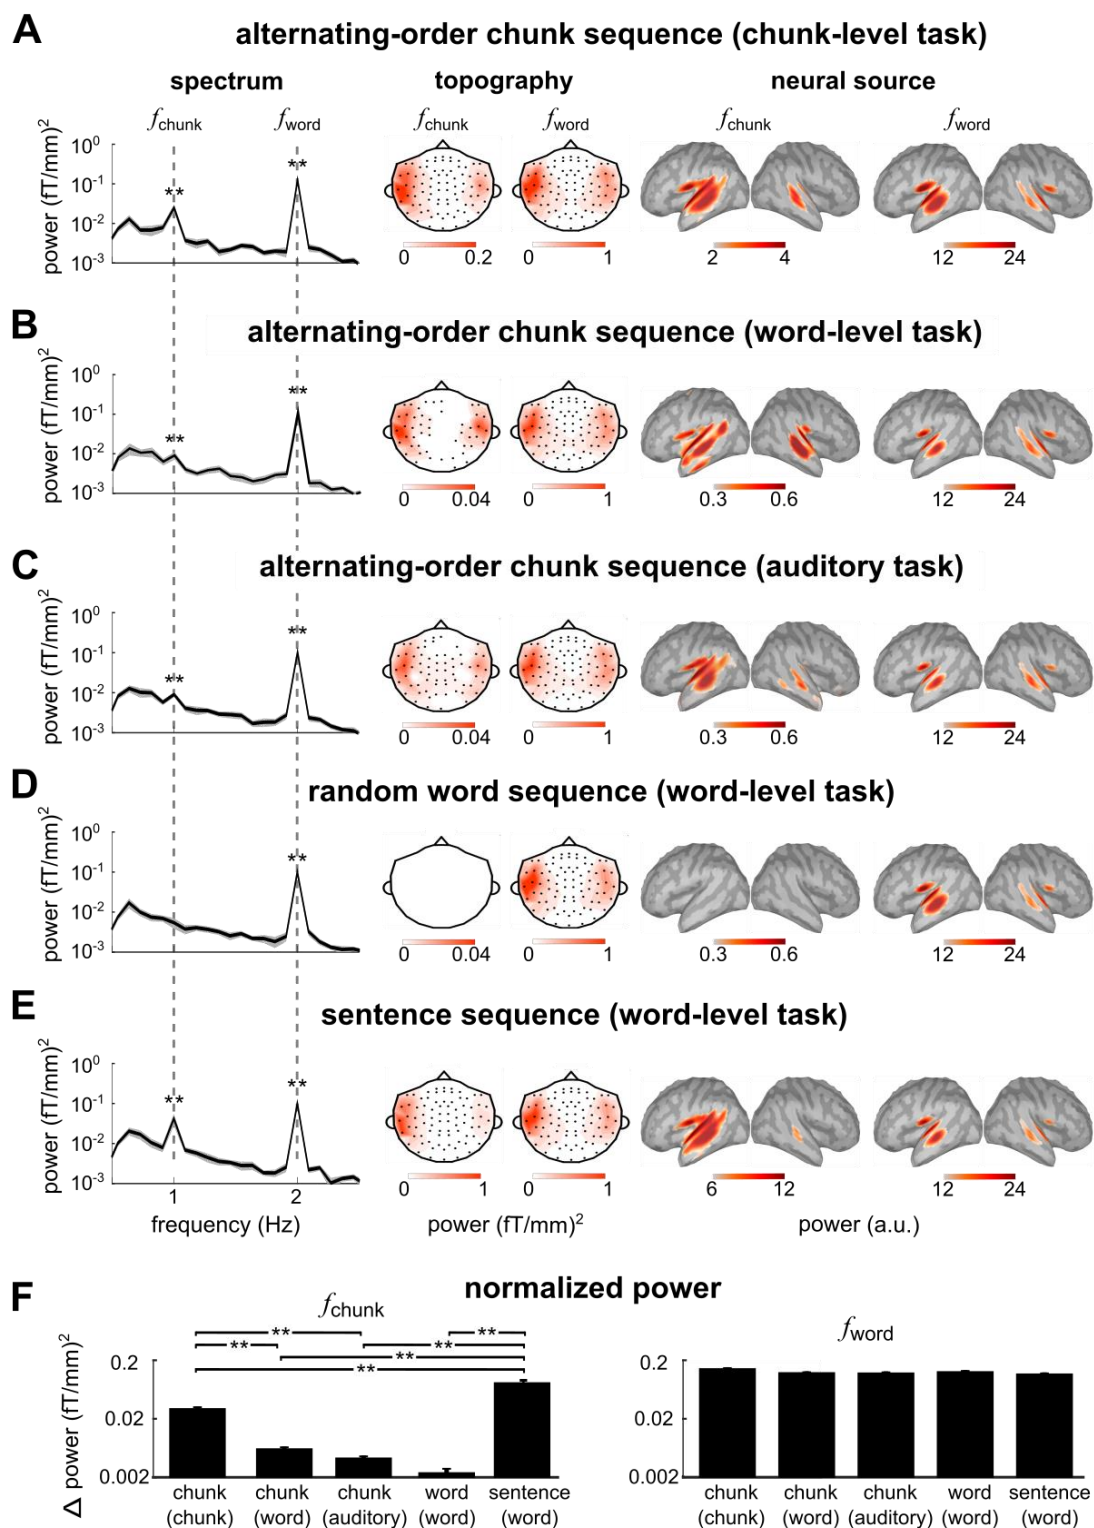 A
alternating-order chunk sequence (chunk-level task)
spectrum topography neural source
fchunk fword fchunk fword fchunk fword
power (fT/mm)²
10⁰
10⁻¹
10⁻²
10⁻³
** **
0 0.2 0 1 2 4 12 24
B
alternating-order chunk sequence (word-level task)
power (fT/mm)²
10⁰
10⁻¹
10⁻²
10⁻³
** **
0 0.04 0 1 0.3 0.6 12 24
C
alternating-order chunk sequence (auditory task)
power (fT/mm)²
10⁰
10⁻¹
10⁻²
10⁻³
** **
0 0.04 0 1 0.3 0.6 12 24
D
random word sequence (word-level task)
power (fT/mm)²
10⁰
10⁻¹
10⁻²
10⁻³
**
0 0.04 0 1 0.3 0.6 12 24
E
sentence sequence (word-level task)
power (fT/mm)²
10⁰
10⁻¹
10⁻²
10⁻³
** **
0 1 0 1 6 12 12 24
1 2
frequency (Hz) power (fT/mm)² power (a.u.)
F
normalized power
fchunk
fword
Δ power (fT/mm)²
** **
** **
**
**
0.2
0.02
0.002
chunk chunk chunk word sentence
(chunk) (word) (auditory) (word) (word)
0.2
0.02
0.002
chunk chunk chunk word sentence
(chunk) (word) (auditory) (word) (word)